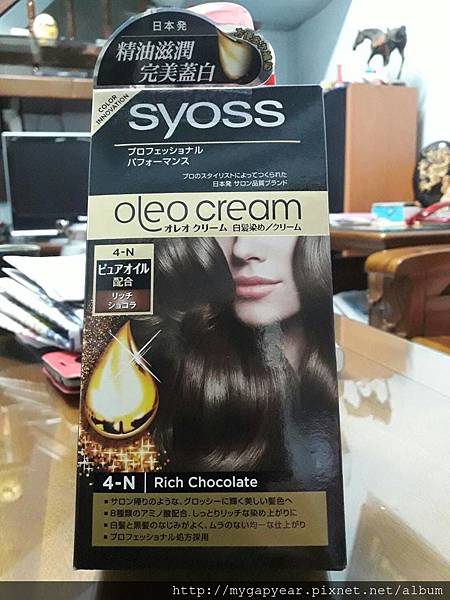 日本発
精油滋潤
完美蓋白
COLOR
INNOVATION
syoss
プロフェッショナル
パフォーマンス
プロのスタイリストによってつくられた
日本発 サロン品質ブランド
oleo cream
オレオ クリーム 白髪染め/クリーム
4-N
ピュアオイル
配合
リッチ
ショコラ
4-N Rich Chocolate
サロン帰りのような、グロッシーに輝く美しい髪色へ
8種類のアミノ酸配合、しっとりリッチな染め上がりに
白髪と黒髪のなじみがよく、ムラのない均一な仕上がり
プロフェッショナル処方採用
http://mygapyear.pixnet.net/album